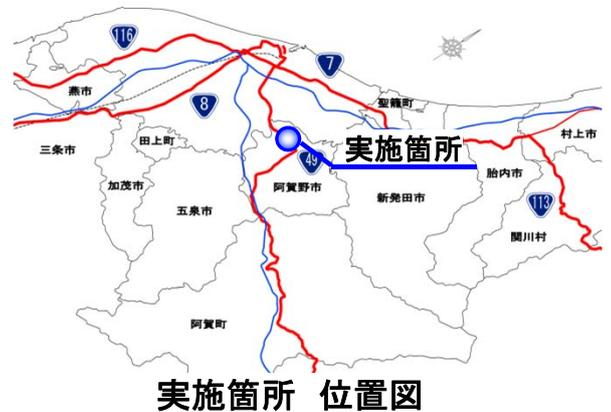 116
7
燕市
8
聖籠町
三条市
田上町
実施箇所
村上市
49
加茂市
阿賀野市
新発田市
胎内市
五泉市
113
関川村
阿賀町
実施箇所 位置図